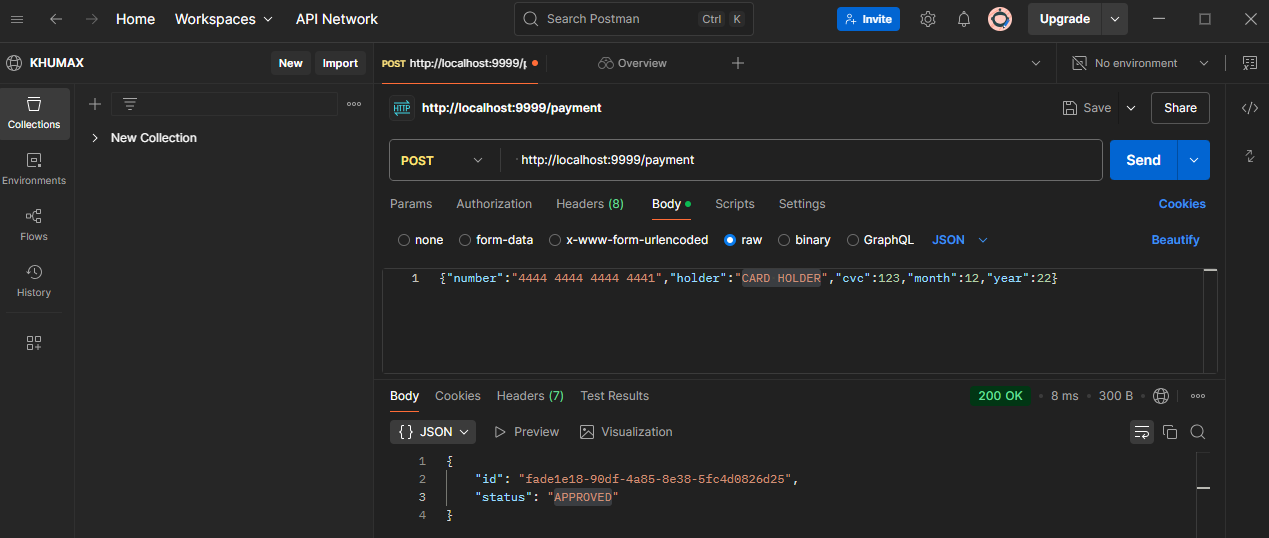 Home Workspaces API Network Search Postman Ctrl K Invite Upgrade
KHUMAX New Import POST http://localhost:9999/p Overview No environment
HTTP http://localhost:9999/payment Save Share
Collections
New Collection
POST http://localhost:9999/payment Send
Environments
Params Authorization Headers (8) Body Scripts Settings Cookies
Flows
none form-data x-www-form-urlencoded raw binary GraphQL JSON Beautify
History
1 {"number":"4444 4444 4444 4441","holder":"CARD HOLDER","cvc":123,"month":12,"year":22}
Body Cookies Headers (7) Test Results 200 OK 8 ms 300 B
{} JSON Preview Visualization
1 {
2 "id": "fade1e18-90df-4a85-8e38-5fc4d0826d25",
3 "status": "APPROVED"
4 }